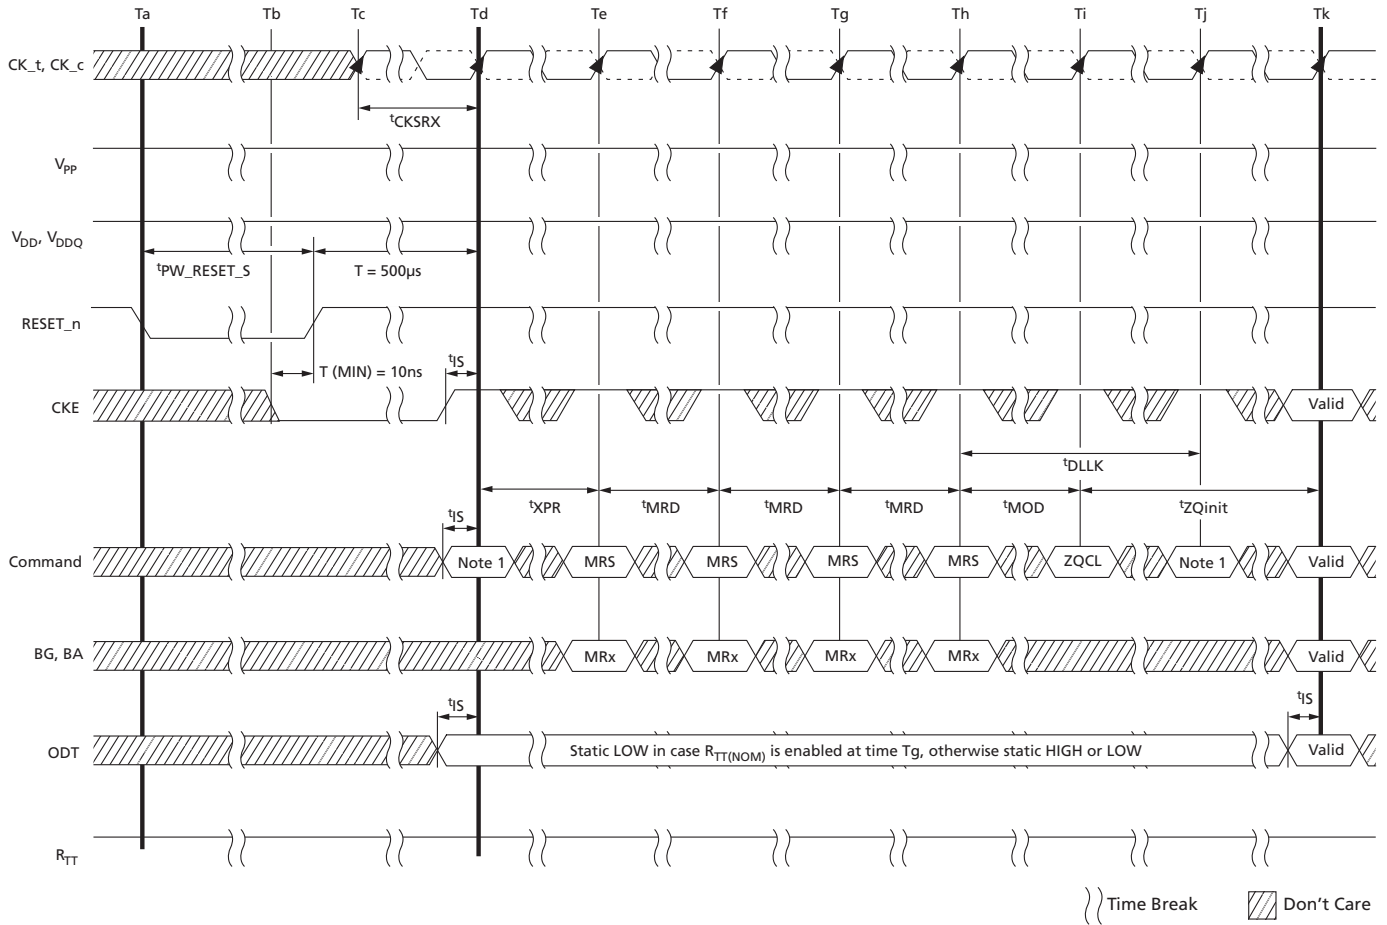 Ta Tb Tc Td Te Tf Tg Th Ti Tj Tk
CK_t, CK_c
tCKSRX
VPP
VDD, VDDQ
tPW_RESET_S T = 500μs
RESET_n
T (MIN) = 10ns tIS
CKE Valid
tDLLK
tXPR tMRD tMRD tMRD tMOD tZQinit
tIS
Command Note 1 MRS MRS MRS MRS ZQCL Note 1 Valid
BG, BA MRx MRx MRx MRx Valid
tIS tIS
ODT Static LOW in case RTT(NOM) is enabled at time Tg, otherwise static HIGH or LOW Valid
RTT
Time Break Don't Care